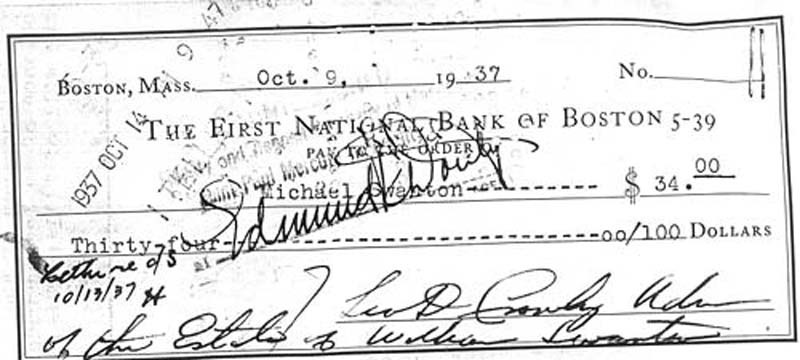 BOSTON, MASS. Oct. 9, 1937 No.
1937 OCT 14
THE FIRST NATIONAL BANK OF BOSTON 5-39
PAY TO THE ORDER
Michael Swanton $ 34.00
Edmund K
Thirty-four 00/100 DOLLARS
10/13/37
Leo D Crowley Adm
of the Estate of William Swanton